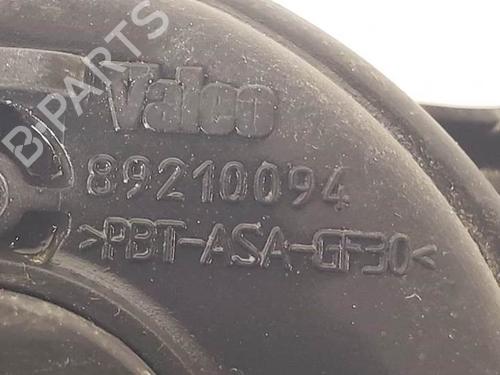 B PARTS
Valeo
89210094
>PBT-ASA-GF30<